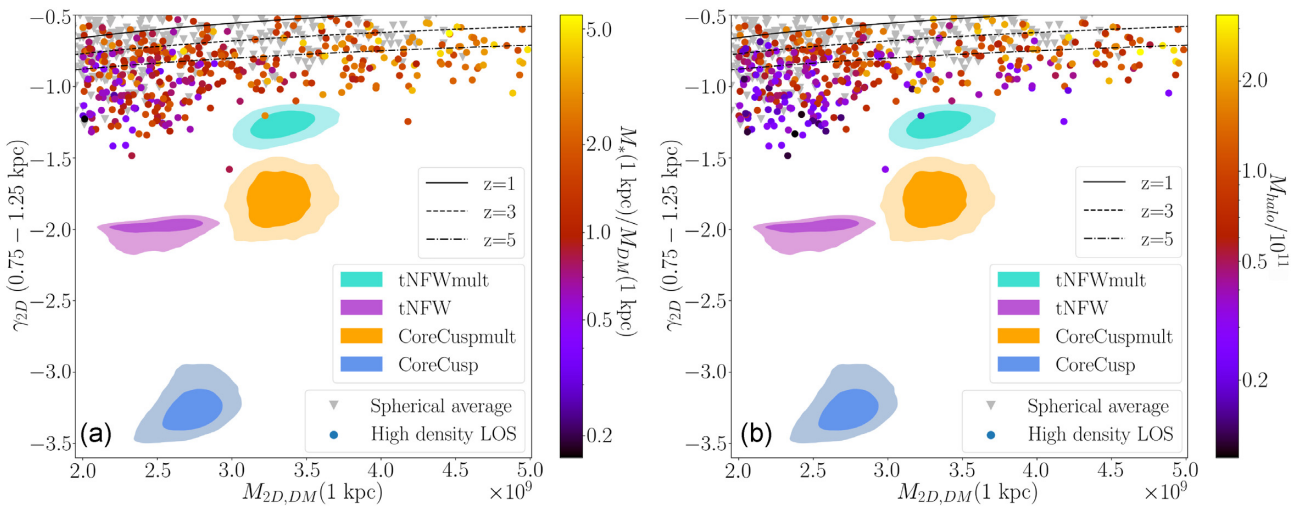 −0.5
−1.0
−1.5
−2.0
−2.5
−3.0
−3.5
γ2D (0.75 − 1.25 kpc)
z=1
z=3
z=5
tNFWmult
tNFW
CoreCuspmult
CoreCusp
Spherical average
High density LOS
(a)
2.0 2.5 3.0 3.5 4.0 4.5 5.0
M2D,DM(1 kpc) ×10⁹
5.0
2.0
1.0
0.5
0.2
M*(1 kpc)/MDM(1 kpc)
−0.5
−1.0
−1.5
−2.0
−2.5
−3.0
−3.5
γ2D (0.75 − 1.25 kpc)
z=1
z=3
z=5
tNFWmult
tNFW
CoreCuspmult
CoreCusp
Spherical average
High density LOS
(b)
2.0 2.5 3.0 3.5 4.0 4.5 5.0
M2D,DM(1 kpc) ×10⁹
2.0
1.0
0.5
0.2
Mhalo/10¹¹